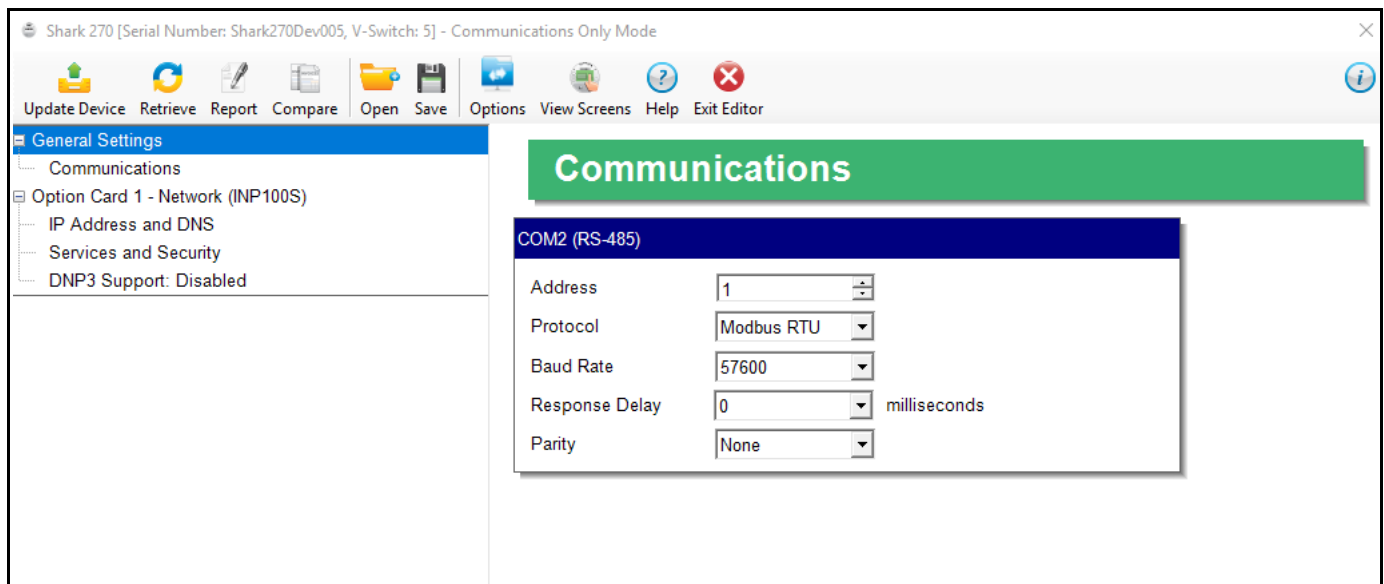 Shark 270 [Serial Number: Shark270Dev005, V-Switch: 5] - Communications Only Mode
Update Device Retrieve Report Compare Open Save Options View Screens Help Exit Editor
General Settings
Communications
Option Card 1 - Network (INP100S)
IP Address and DNS
Services and Security
DNP3 Support: Disabled
Communications
COM2 (RS-485)
Address 1
Protocol Modbus RTU
Baud Rate 57600
Response Delay 0 milliseconds
Parity None